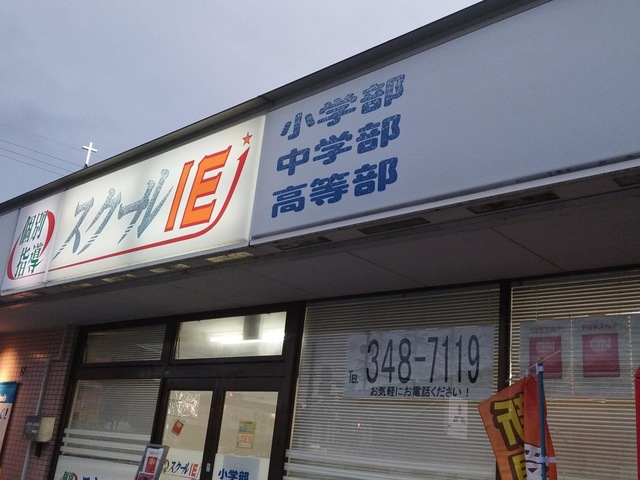 個別
指導
スクールIE
小学部
中学部
高等部
TEL 348-7119
お気軽にお電話ください!
スクールIE
小学部